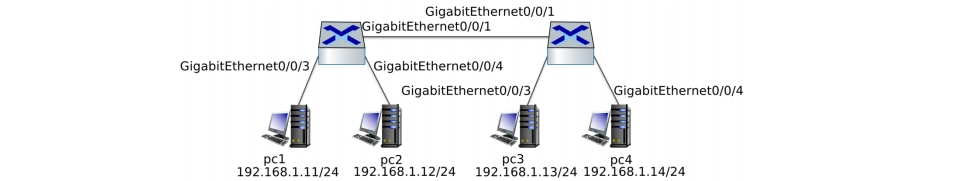 GigabitEthernet0/0/1
GigabitEthernet0/0/1
GigabitEthernet0/0/3
GigabitEthernet0/0/4
GigabitEthernet0/0/3
GigabitEthernet0/0/4
pc1
pc2
pc3
pc4
192.168.1.11/24
192.168.1.12/24
192.168.1.13/24
192.168.1.14/24